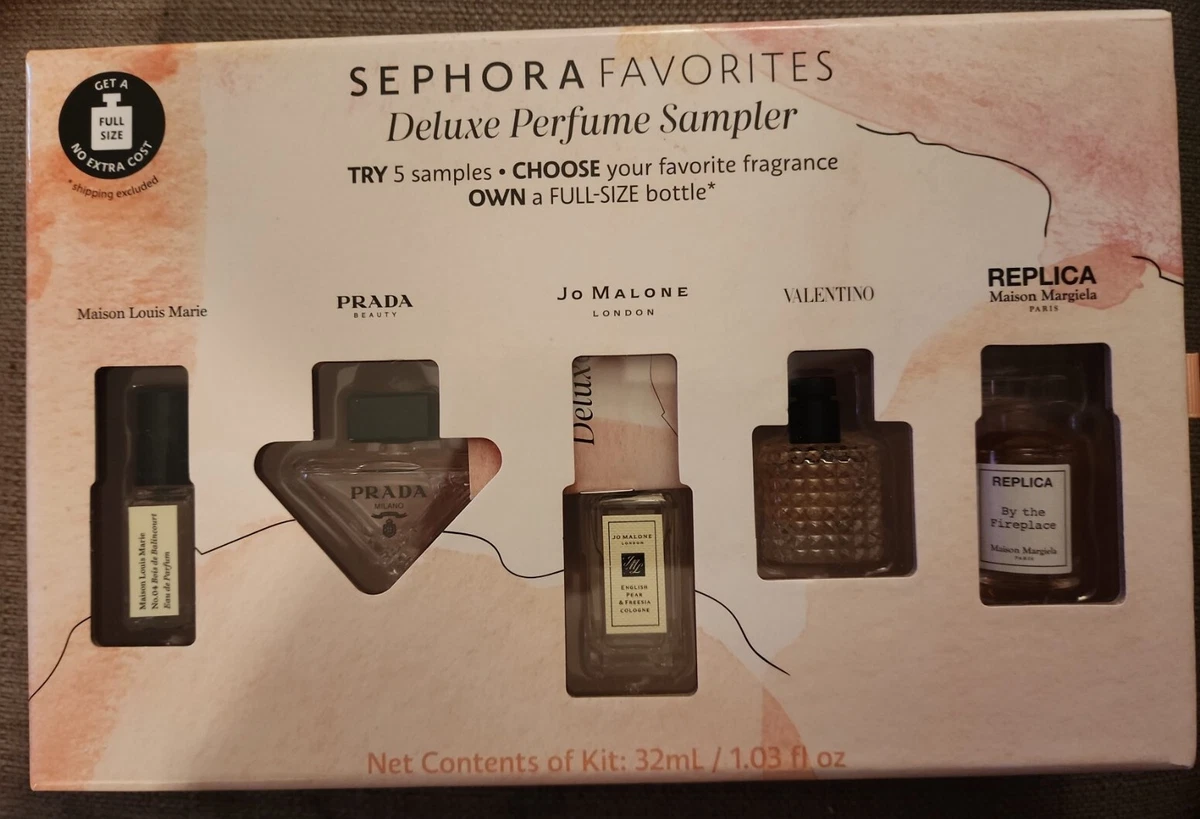 GET A
FULL
SIZE
NO EXTRA COST
*shipping excluded
SEPHORA FAVORITES
Deluxe Perfume Sampler
TRY 5 samples • CHOOSE your favorite fragrance
OWN a FULL-SIZE bottle*
Maison Louis Marie
PRADA
BEAUTY
JO MALONE
LONDON
VALENTINO
REPLICA
Maison Margiela
PARIS
Maison Louis Marie
No.04 Bois de Balincourt
Eau de Parfum
PRADA
MILANO
Deluxe
JO MALONE
LONDON
ENGLISH
PEAR
& FREESIA
COLOGNE
REPLICA
By the
Fireplace
Maison Margiela
PARIS
Net Contents of Kit: 32mL / 1.03 fl oz